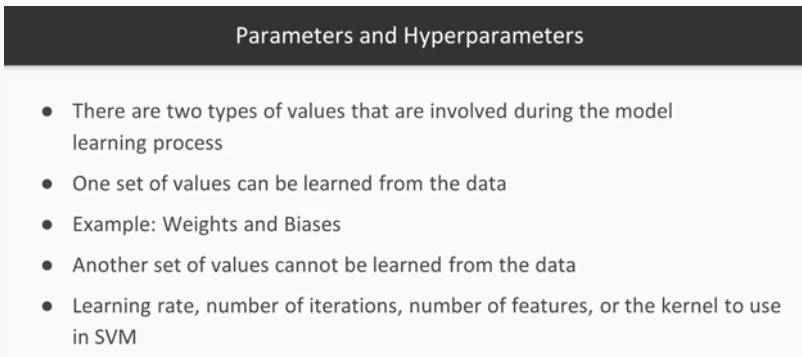 Parameters and Hyperparameters
● There are two types of values that are involved during the model
learning process
● One set of values can be learned from the data
● Example: Weights and Biases
● Another set of values cannot be learned from the data
● Learning rate, number of iterations, number of features, or the kernel to use
in SVM